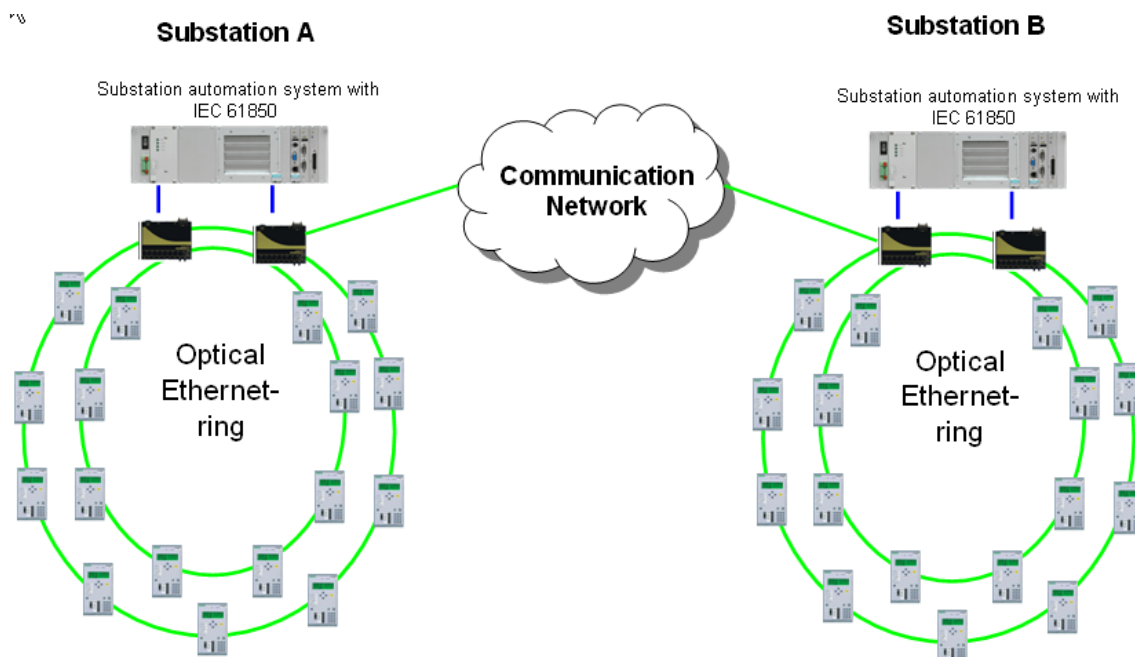 Substation A
Substation B
Substation automation system with
IEC 61850
Substation automation system with
IEC 61850
Communication
Network
Optical
Ethernet-
ring
Optical
Ethernet-
ring